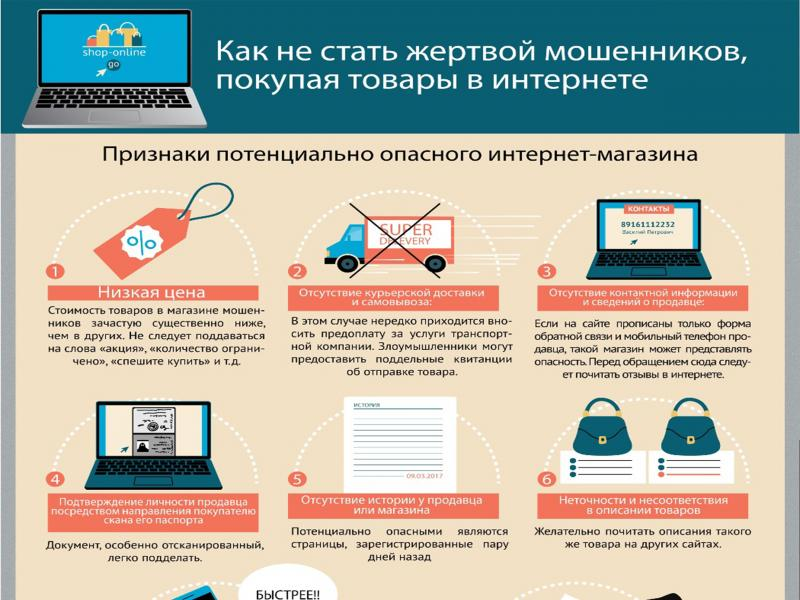 shop-online
go
Как не стать жертвой мошенников,
покупая товары в интернете
Признаки потенциально опасного интернет-магазина
%
1
Низкая цена
Стоимость товаров в магазине мошен-
ников зачастую существенно ниже,
чем в других. Не следует поддаваться
на слова «акция», «количество ограни-
чено», «спешите купить» и т.д.
SUPER
DELEVERY
2
Отсутствие курьерской доставки
и самовывоза:
В этом случае нередко приходится вно-
сить предоплату за услуги транспорт-
ной компании. Злоумышленники могут
предоставить поддельные квитанции
об отправке товара.
КОНТАКТЫ
89161112232
Василий Петрович
3
Отсутствие контактной информации
и сведений о продавце:
Если на сайте прописаны только форма
обратной связи и мобильный телефон про-
давца, такой магазин может представлять
опасность. Перед обращением сюда следу-
ет почитать отзывы в интернете.
4
Подтверждение личности продавца
посредством направления покупателю
скана его паспорта
Документ, особенно отсканированный,
легко подделать.
ИСТОРИЯ
09.03.2017
5
Отсутствие истории у продавца
или магазина
Потенциально опасными являются
страницы, зарегистрированные пару
дней назад
6
Неточности и несоответствия
в описании товаров
Желательно почитать описания такого
же товара на других сайтах.
БЫСТРЕЕ!!